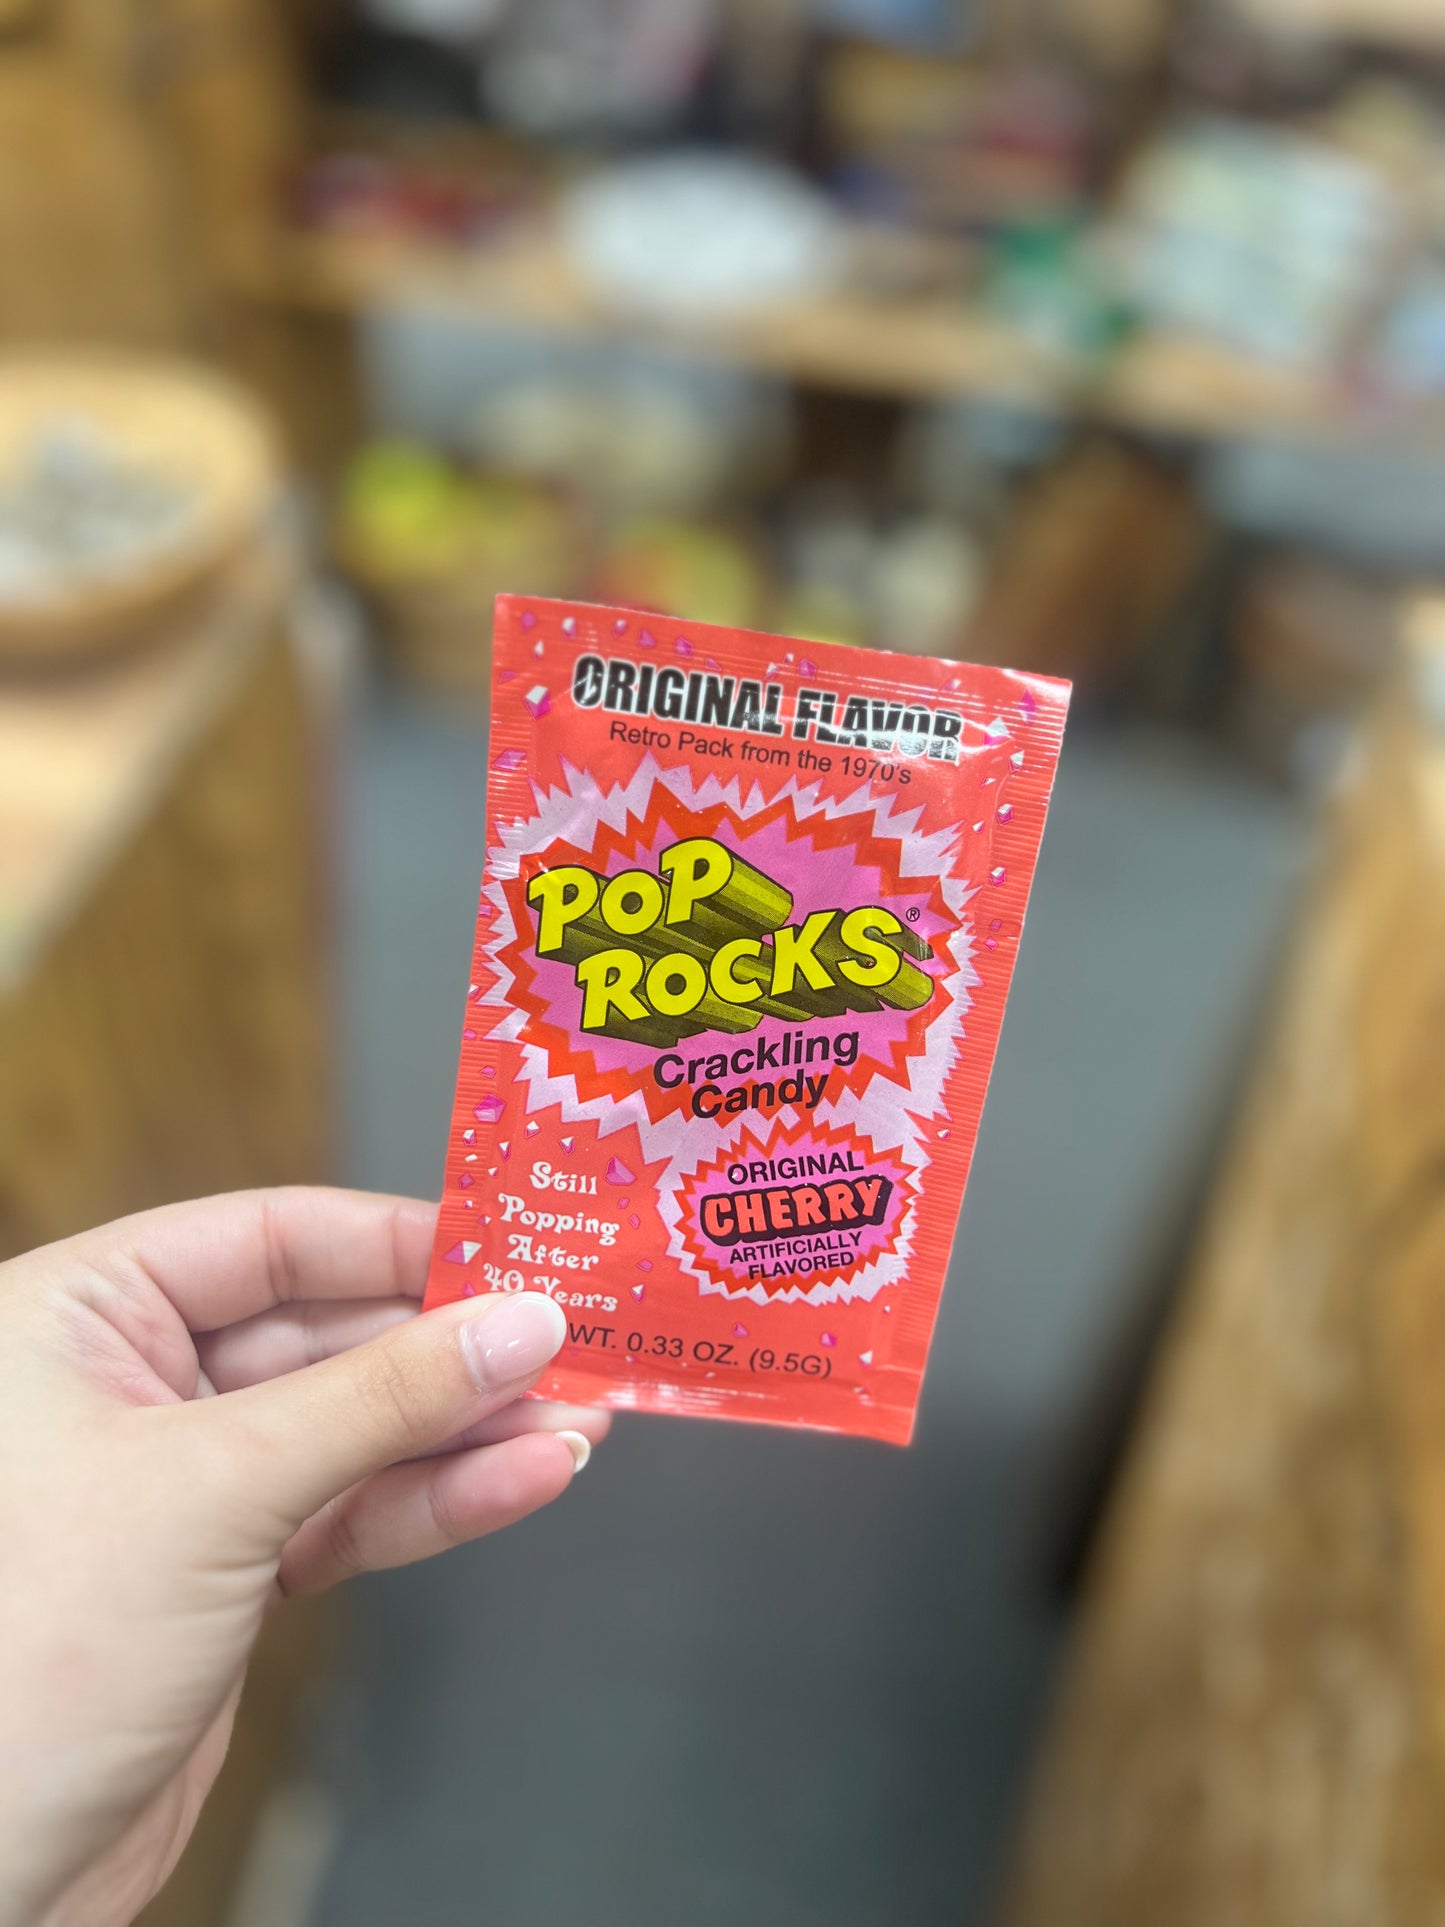 ORIGINAL FLAVOR
Retro Pack from the 1970's
POP
ROCKS®
Crackling
Candy
ORIGINAL
CHERRY
ARTIFICIALLY
FLAVORED
Still
Popping
After
40 Years
WT. 0.33 OZ. (9.5G)